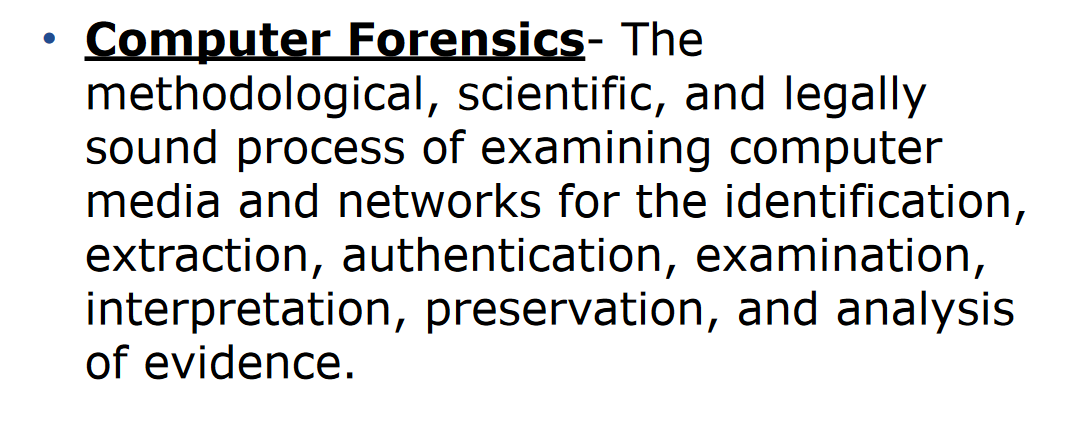 • Computer Forensics- The
methodological, scientific, and legally
sound process of examining computer
media and networks for the identification,
extraction, authentication, examination,
interpretation, preservation, and analysis
of evidence.